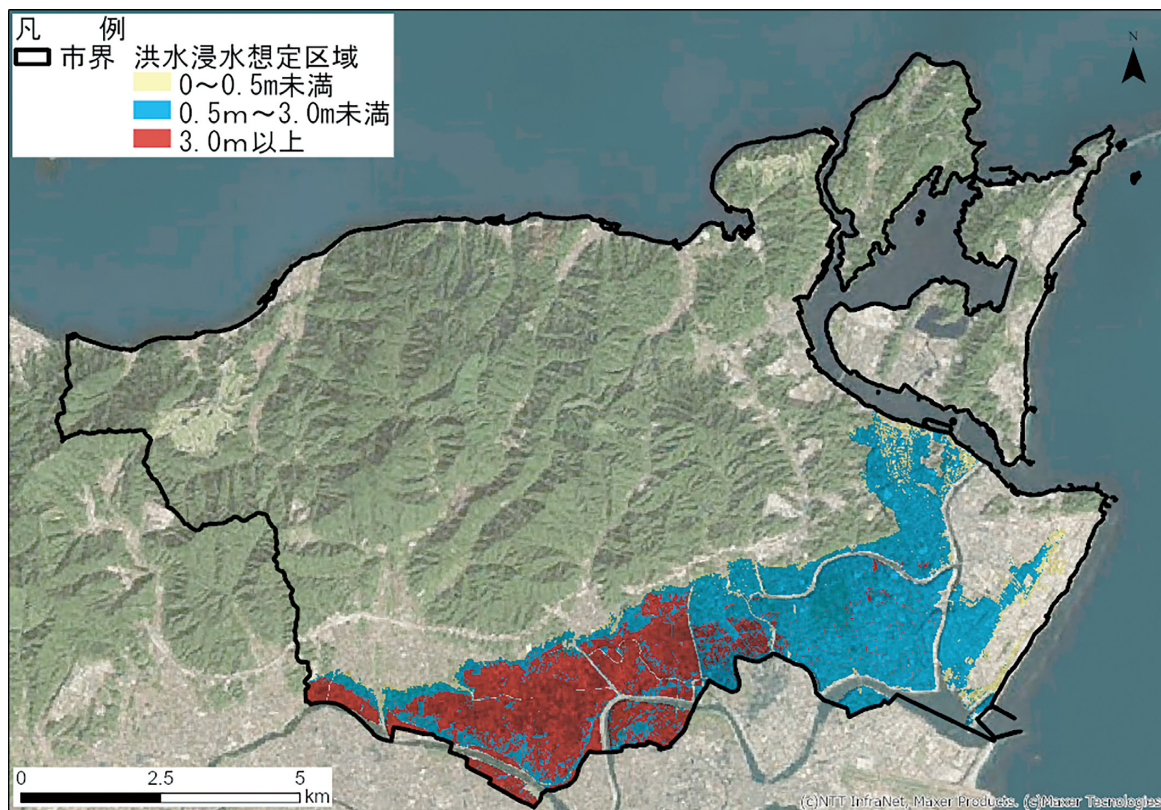 凡　例
市界 洪水浸水想定区域
0～0.5m未満
0.5m～3.0m未満
3.0m以上
N
0 2.5 5
km
(c)NTT InfraNet, Maxar Products. (c)Maxar Tecnologies